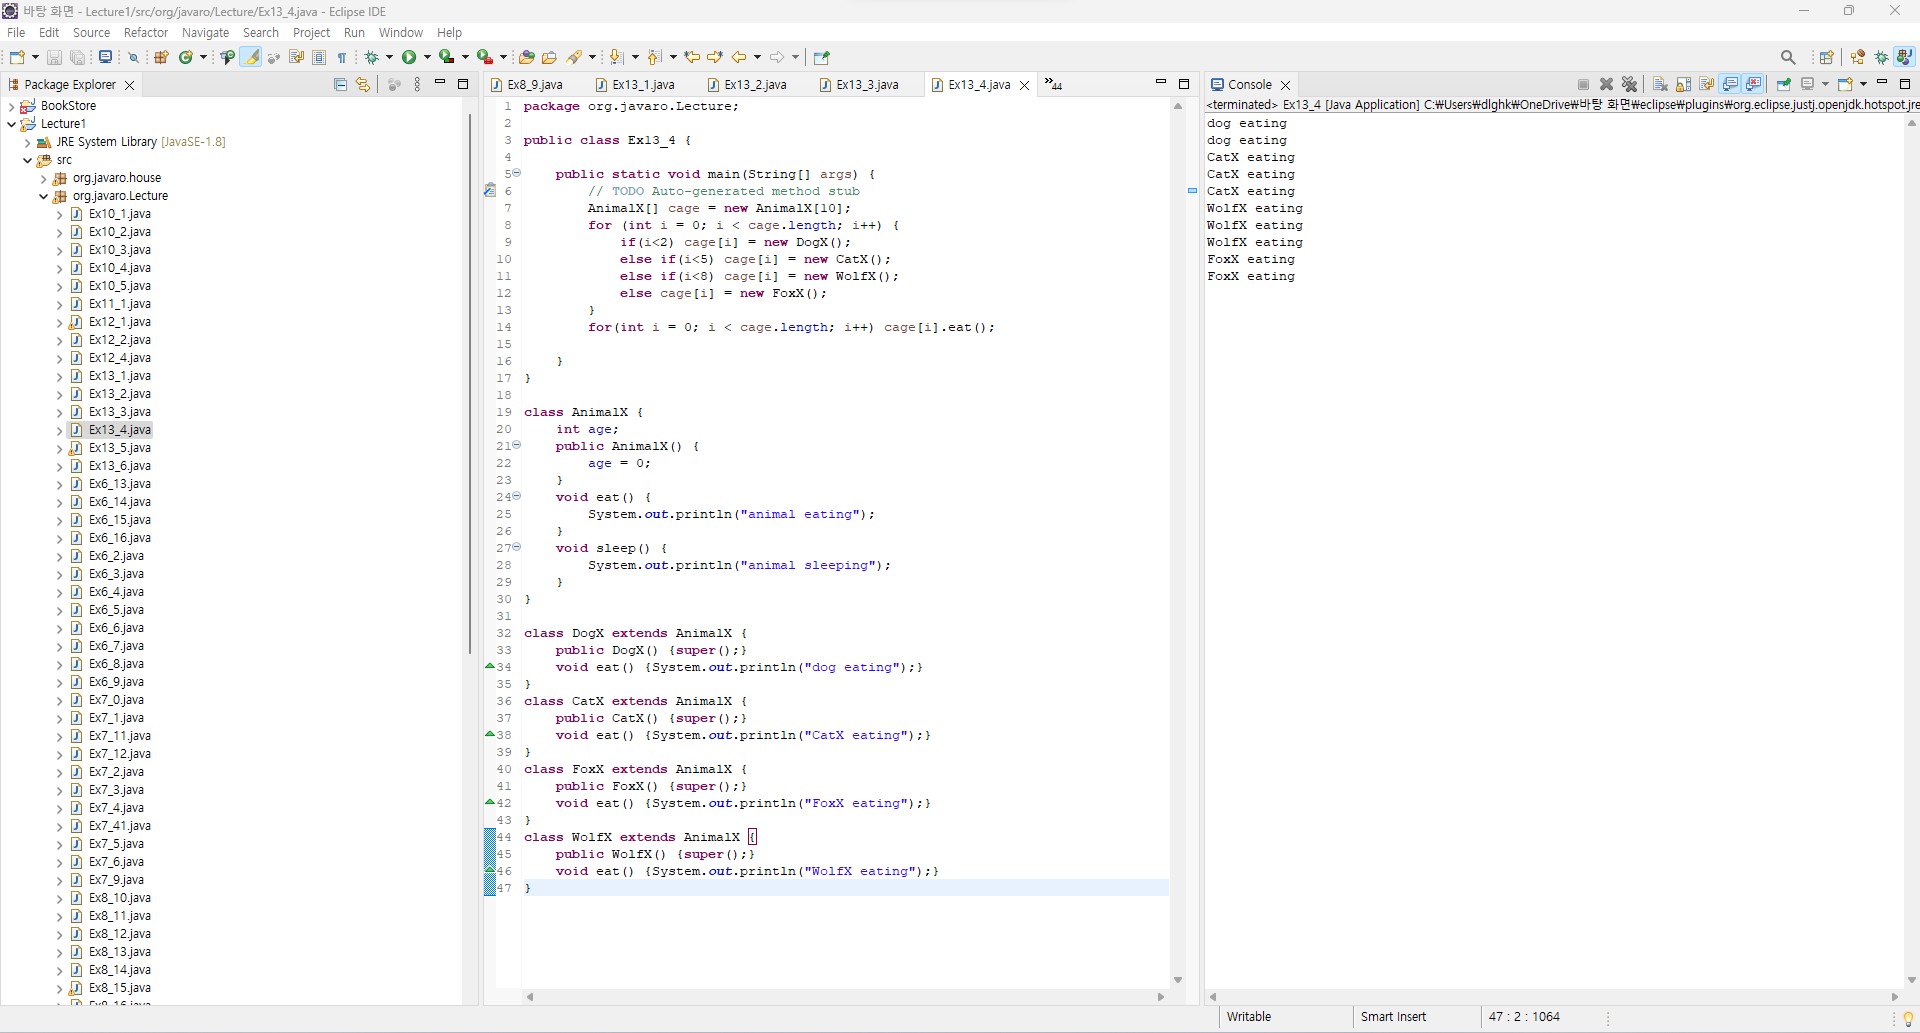 바탕 화면 - Lecture1/src/org/javaro/Lecture/Ex13_4.java - Eclipse IDE
File Edit Source Refactor Navigate Search Project Run Window Help
Package Explorer
BookStore
Lecture1
JRE System Library [JavaSE-1.8]
src
org.javaro.house
org.javaro.Lecture
Ex10_1.java
Ex10_2.java
Ex10_3.java
Ex10_4.java
Ex10_5.java
Ex11_1.java
Ex12_1.java
Ex12_2.java
Ex12_4.java
Ex13_1.java
Ex13_2.java
Ex13_3.java
Ex13_4.java
Ex13_5.java
Ex13_6.java
Ex6_13.java
Ex6_14.java
Ex6_15.java
Ex6_16.java
Ex6_2.java
Ex6_3.java
Ex6_4.java
Ex6_5.java
Ex6_6.java
Ex6_7.java
Ex6_8.java
Ex6_9.java
Ex7_0.java
Ex7_1.java
Ex7_11.java
Ex7_12.java
Ex7_2.java
Ex7_3.java
Ex7_4.java
Ex7_41.java
Ex7_5.java
Ex7_6.java
Ex7_9.java
Ex8_10.java
Ex8_11.java
Ex8_12.java
Ex8_13.java
Ex8_14.java
Ex8_15.java
Ex8_9.java Ex13_1.java Ex13_2.java Ex13_3.java Ex13_4.java »44
1 package org.javaro.Lecture;
2
3 public class Ex13_4 {
4
5 public static void main(String[] args) {
6 // TODO Auto-generated method stub
7 AnimalX[] cage = new AnimalX[10];
8 for (int i = 0; i < cage.length; i++) {
9 if(i<2) cage[i] = new DogX();
10 else if(i<5) cage[i] = new CatX();
11 else if(i<8) cage[i] = new WolfX();
12 else cage[i] = new FoxX();
13 }
14 for(int i = 0; i < cage.length; i++) cage[i].eat();
15
16 }
17 }
18
19 class AnimalX {
20 int age;
21 public AnimalX() {
22 age = 0;
23 }
24 void eat() {
25 System.out.println("animal eating");
26 }
27 void sleep() {
28 System.out.println("animal sleeping");
29 }
30 }
31
32 class DogX extends AnimalX {
33 public DogX() {super();}
34 void eat() {System.out.println("dog eating");}
35 }
36 class CatX extends AnimalX {
37 public CatX() {super();}
38 void eat() {System.out.println("CatX eating");}
39 }
40 class FoxX extends AnimalX {
41 public FoxX() {super();}
42 void eat() {System.out.println("FoxX eating");}
43 }
44 class WolfX extends AnimalX {
45 public WolfX() {super();}
46 void eat() {System.out.println("WolfX eating");}
47 }
Console
<terminated> Ex13_4 [Java Application] C:₩Users₩dlghk₩OneDrive₩바탕 화면₩eclipse₩plugins₩org.eclipse.justj.openjdk.hotspot.jre
dog eating
dog eating
CatX eating
CatX eating
CatX eating
WolfX eating
WolfX eating
WolfX eating
FoxX eating
FoxX eating
Writable Smart Insert 47 : 2 : 1064